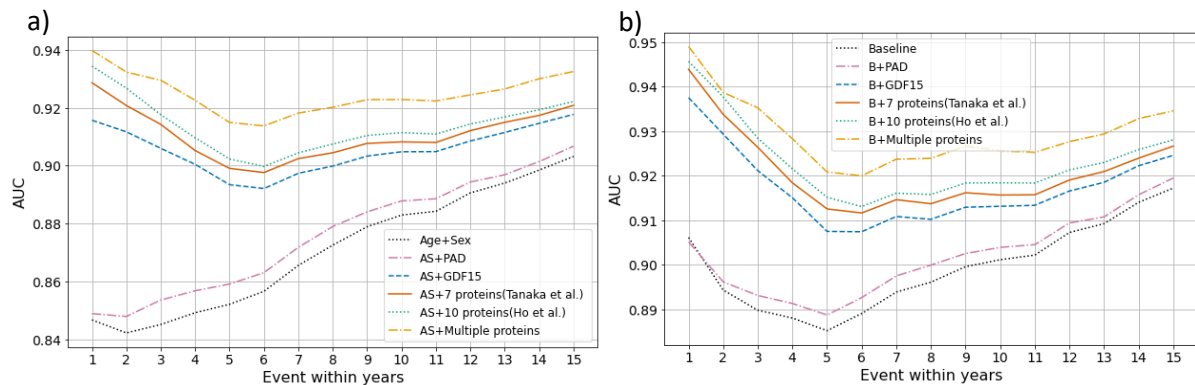 a)
0.94
0.92
0.90
0.88
0.86
0.84
AUC
Age+Sex
AS+PAD
AS+GDF15
AS+7 proteins(Tanaka et al.)
AS+10 proteins(Ho et al.)
AS+Multiple proteins
1 2 3 4 5 6 7 8 9 10 11 12 13 14 15
Event within years
b)
0.95
0.94
0.93
0.92
0.91
0.90
0.89
AUC
Baseline
B+PAD
B+GDF15
B+7 proteins(Tanaka et al.)
B+10 proteins(Ho et al.)
B+Multiple proteins
1 2 3 4 5 6 7 8 9 10 11 12 13 14 15
Event within years